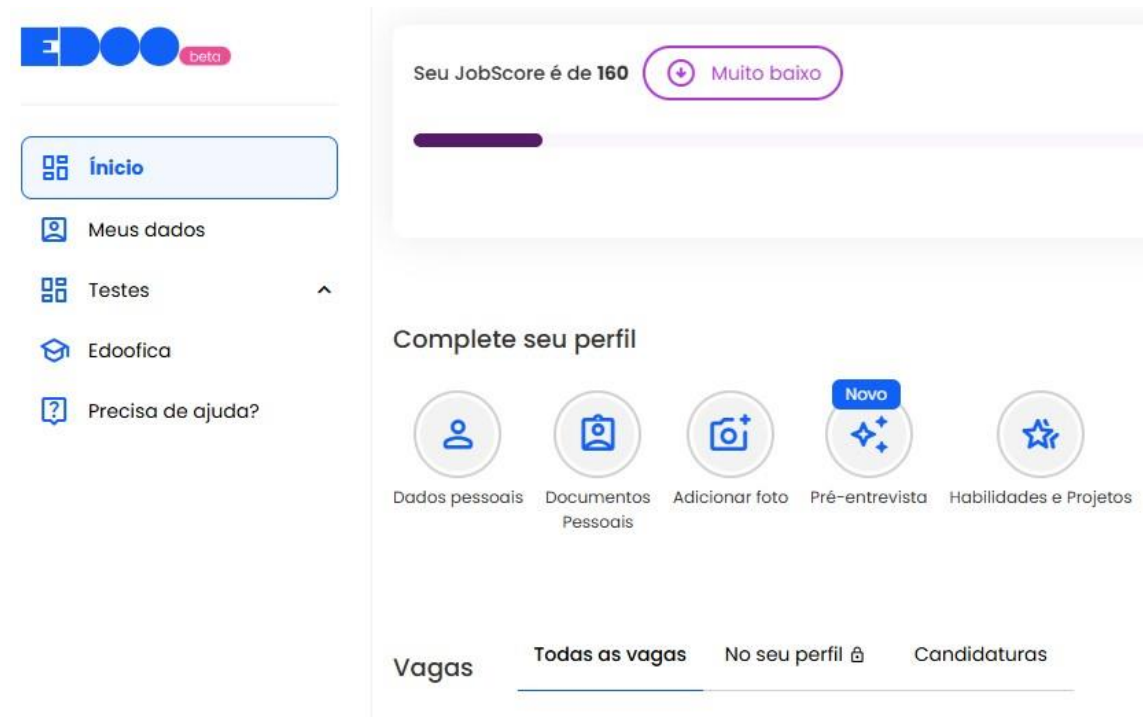 EDOO beta
Ínicio
Meus dados
Testes
Edoofica
Precisa de ajuda?
Seu JobScore é de 160 Muito baixo
Complete seu perfil
Novo
Dados pessoais
Documentos
Pessoais
Adicionar foto
Pré-entrevista
Habilidades e Projetos
Vagas
Todas as vagas
No seu perfil
Candidaturas